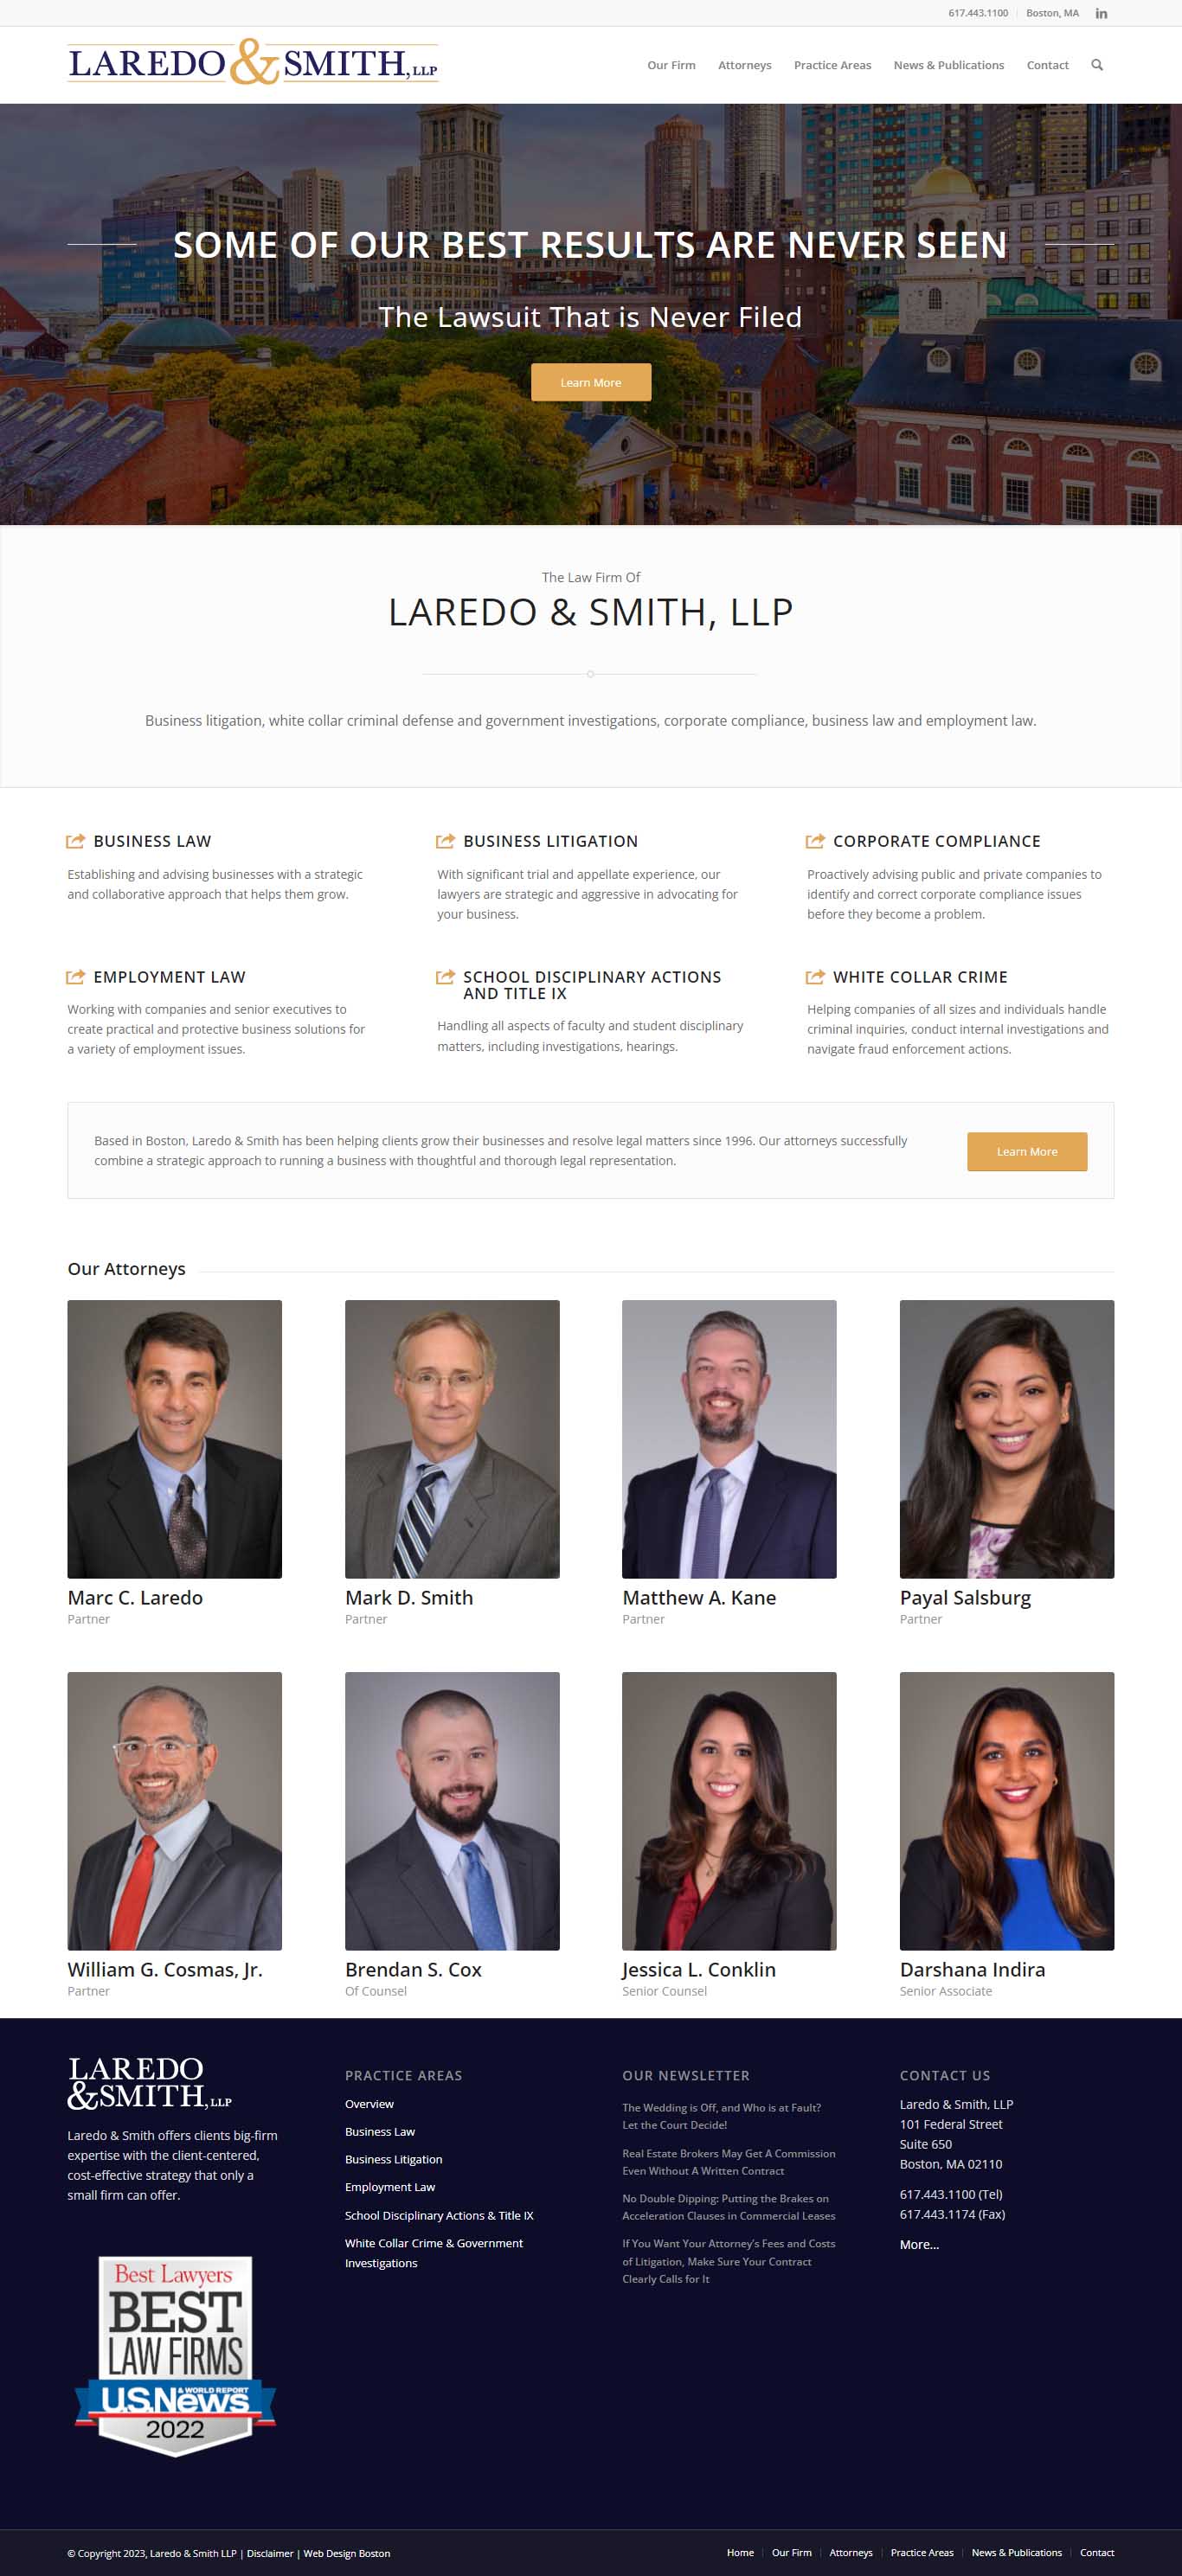 617.443.1100 Boston, MA in
LAREDO & SMITH, LLP
Our Firm Attorneys Practice Areas News & Publications Contact
SOME OF OUR BEST RESULTS ARE NEVER SEEN
The Lawsuit That is Never Filed
Learn More
The Law Firm Of
LAREDO & SMITH, LLP
Business litigation, white collar criminal defense and government investigations, corporate compliance, business law and employment law.
BUSINESS LAW
Establishing and advising businesses with a strategic
and collaborative approach that helps them grow.
BUSINESS LITIGATION
With significant trial and appellate experience, our
lawyers are strategic and aggressive in advocating for
your business.
CORPORATE COMPLIANCE
Proactively advising public and private companies to
identify and correct corporate compliance issues
before they become a problem.
EMPLOYMENT LAW
Working with companies and senior executives to
create practical and protective business solutions for
a variety of employment issues.
SCHOOL DISCIPLINARY ACTIONS
AND TITLE IX
Handling all aspects of faculty and student disciplinary
matters, including investigations, hearings.
WHITE COLLAR CRIME
Helping companies of all sizes and individuals handle
criminal inquiries, conduct internal investigations and
navigate fraud enforcement actions.
Based in Boston, Laredo & Smith has been helping clients grow their businesses and resolve legal matters since 1996. Our attorneys successfully
combine a strategic approach to running a business with thoughtful and thorough legal representation.
Learn More
Our Attorneys
Marc C. Laredo
Partner
Mark D. Smith
Partner
Matthew A. Kane
Partner
Payal Salsburg
Partner
William G. Cosmas, Jr.
Partner
Brendan S. Cox
Of Counsel
Jessica L. Conklin
Senior Counsel
Darshana Indira
Senior Associate
LAREDO
&SMITH, LLP
Laredo & Smith offers clients big-firm
expertise with the client-centered,
cost-effective strategy that only a
small firm can offer.
Best Lawyers
BEST
LAW FIRMS
U.S.News
& WORLD REPORT
2022
PRACTICE AREAS
Overview
Business Law
Business Litigation
Employment Law
School Disciplinary Actions & Title IX
White Collar Crime & Government
Investigations
OUR NEWSLETTER
The Wedding is Off, and Who is at Fault?
Let the Court Decide!
Real Estate Brokers May Get A Commission
Even Without A Written Contract
No Double Dipping: Putting the Brakes on
Acceleration Clauses in Commercial Leases
If You Want Your Attorney's Fees and Costs
of Litigation, Make Sure Your Contract
Clearly Calls for It
CONTACT US
Laredo & Smith, LLP
101 Federal Street
Suite 650
Boston, MA 02110
617.443.1100 (Tel)
617.443.1174 (Fax)
More...
© Copyright 2023, Laredo & Smith LLP | Disclaimer | Web Design Boston
Home Our Firm Attorneys Practice Areas News & Publications Contact